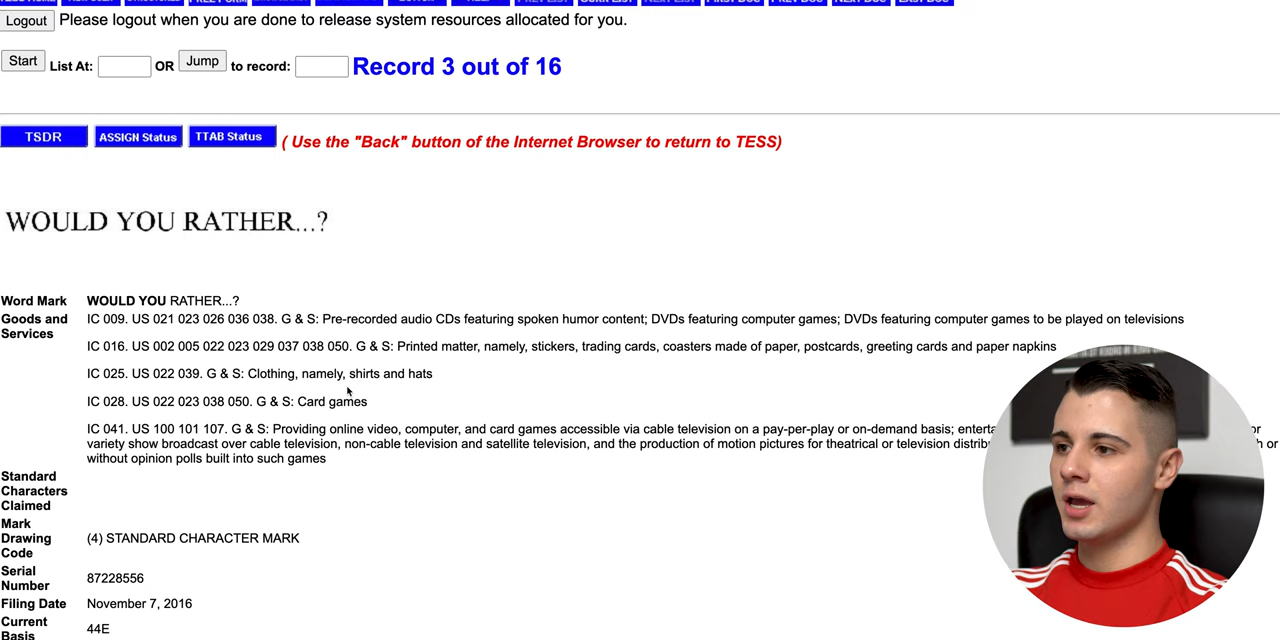 Logout Please logout when you are done to release system resources allocated for you.
Start List At: OR Jump to record: Record 3 out of 16
TSDR ASSIGN Status TTAB Status ( Use the "Back" button of the Internet Browser to return to TESS)
WOULD YOU RATHER...?
Word Mark WOULD YOU RATHER...?
Goods and Services IC 009. US 021 023 026 036 038. G & S: Pre-recorded audio CDs featuring spoken humor content; DVDs featuring computer games; DVDs featuring computer games to be played on televisions
IC 016. US 002 005 022 023 029 037 038 050. G & S: Printed matter, namely, stickers, trading cards, coasters made of paper, postcards, greeting cards and paper napkins
IC 025. US 022 039. G & S: Clothing, namely, shirts and hats
IC 028. US 022 023 038 050. G & S: Card games
IC 041. US 100 101 107. G & S: Providing online video, computer, and card games accessible via cable television on a pay-per-play or on-demand basis; or
variety show broadcast over cable television, non-cable television and satellite television, and the production of motion pictures for theatrical or television or
without opinion polls built into such games
Standard
Characters
Claimed
Mark
Drawing (4) STANDARD CHARACTER MARK
Code
Serial
Number 87228556
Filing Date November 7, 2016
Current
Basis 44E